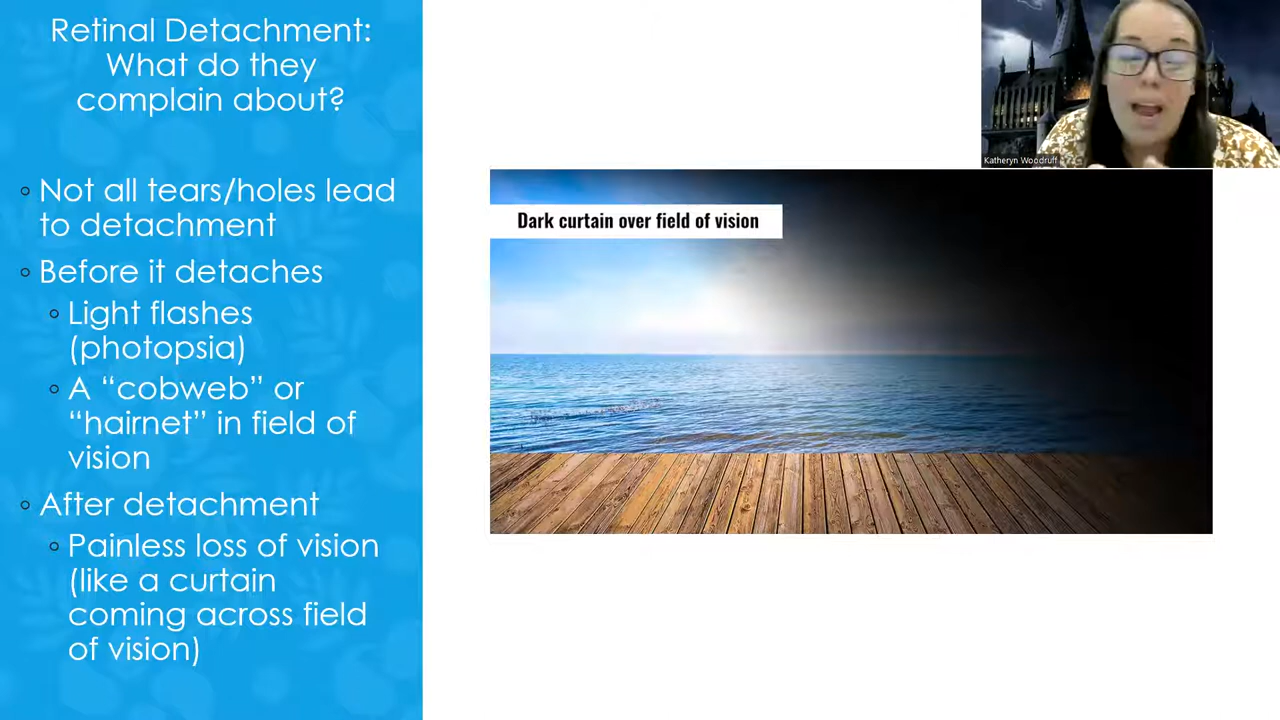 Retinal Detachment:
What do they
complain about?
Not all tears/holes lead
to detachment
Before it detaches
Light flashes
(photopsia)
A “cobweb” or
“hairnet” in field of
vision
After detachment
Painless loss of vision
(like a curtain
coming across field
of vision)
Dark curtain over field of vision
Katheryn Woodruff